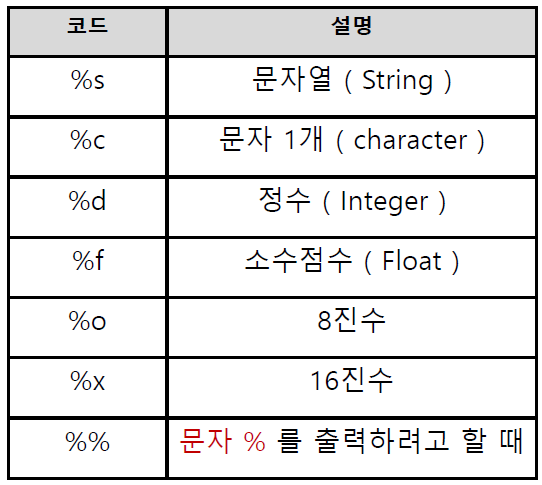 코드 설명
%s 문자열 ( String )
%c 문자 1개 ( character )
%d 정수 ( Integer )
%f 소수점수 ( Float )
%o 8진수
%x 16진수
%% 문자 % 를 출력하려고 할 때